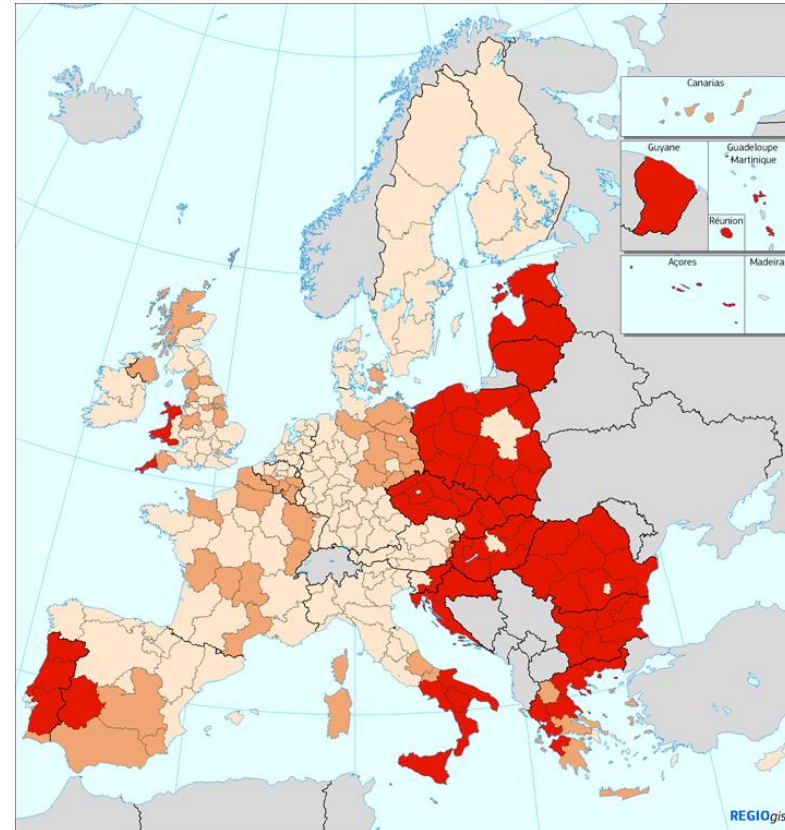 Canarias
Guyane
Guadeloupe
Martinique
Réunion
Açores
Madeira
REGIOgis